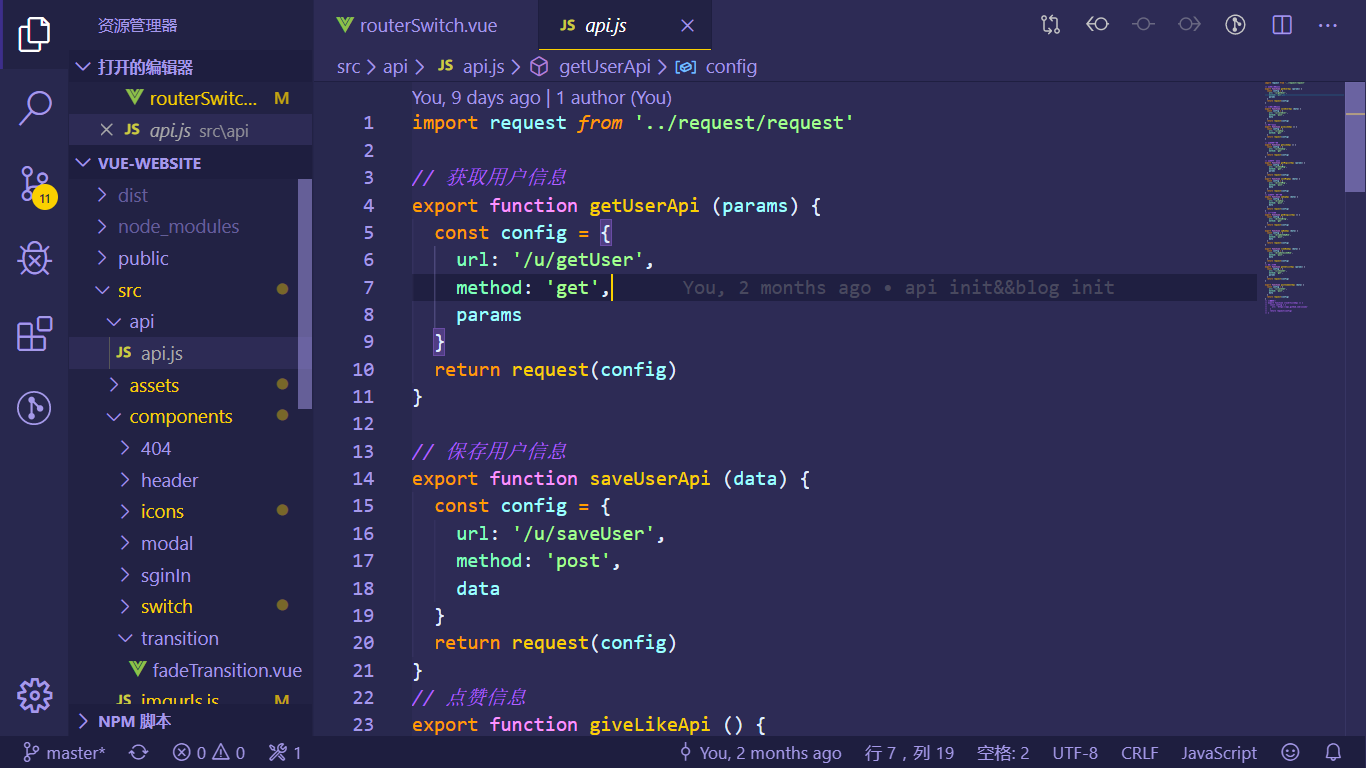 资源管理器
打开的编辑器
routerSwitc... M
JS api.js src\api
VUE-WEBSITE
dist
node_modules
public
src
api
JS api.js
assets
components
404
header
icons
modal
sginIn
switch
transition
fadeTransition.vue
JS imgurls.js M
NPM 脚本
11
routerSwitch.vue
JS api.js
src > api > JS api.js > getUserApi > config
You, 9 days ago | 1 author (You)
1 import request from '../request/request'
2
3 // 获取用户信息
4 export function getUserApi (params) {
5 const config = {
6 url: '/u/getUser',
7 method: 'get', You, 2 months ago • api init&&blog init
8 params
9 }
10 return request(config)
11 }
12
13 // 保存用户信息
14 export function saveUserApi (data) {
15 const config = {
16 url: '/u/saveUser',
17 method: 'post',
18 data
19 }
20 return request(config)
21 }
22 // 点赞信息
23 export function giveLikeApi () {
master* 0 0 1 You, 2 months ago 行 7，列 19 空格: 2 UTF-8 CRLF JavaScript